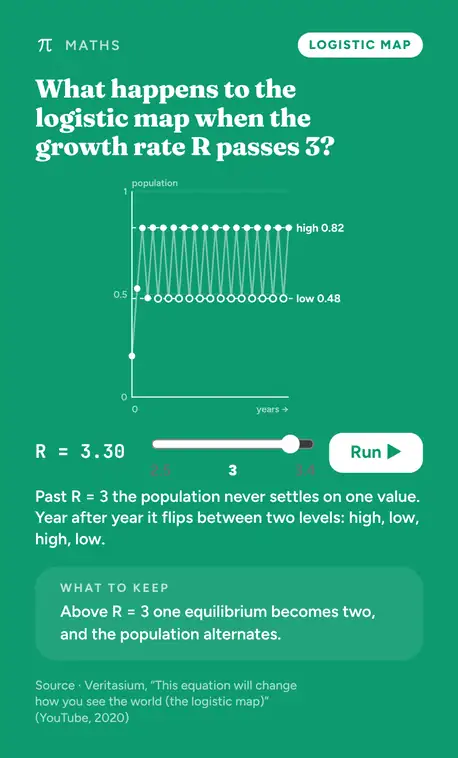 π MATHS
LOGISTIC MAP
What happens to the
logistic map when the
growth rate R passes 3?
population
1
high 0.82
0.5
low 0.48
0
0
years →
R = 3.30
3
Run ▶
Past R = 3 the population never settles on one value.
Year after year it flips between two levels: high, low,
high, low.
WHAT TO KEEP
Above R = 3 one equilibrium becomes two,
and the population alternates.
Source · Veritasium, “This equation will change
how you see the world (the logistic map)”
(YouTube, 2020)